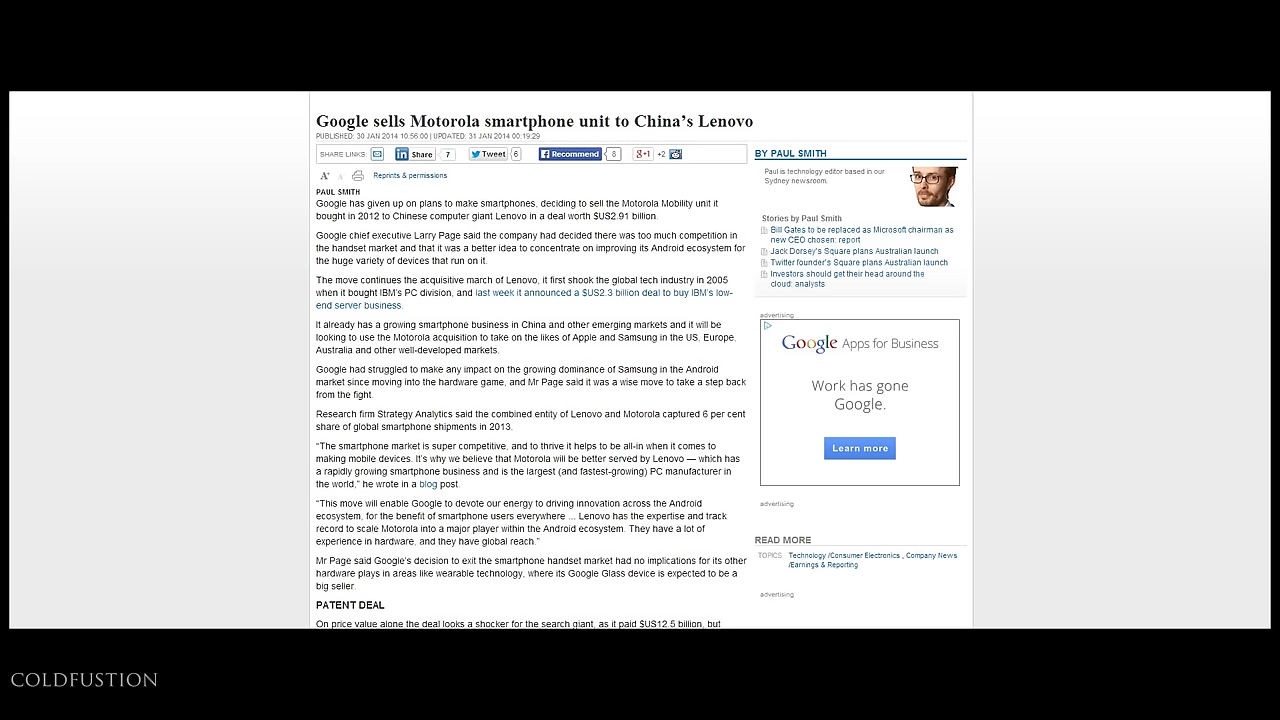 Google sells Motorola smartphone unit to China's Lenovo
PUBLISHED: 30 JAN 2014 10:56:00 | UPDATED: 31 JAN 2014 00:19:29
SHARE LINKS: Share 7 Tweet 6 Recommend 8 g+1 +2
A+ A Reprints & permissions
PAUL SMITH
Google has given up on plans to make smartphones, deciding to sell the Motorola Mobility unit it
bought in 2012 to Chinese computer giant Lenovo in a deal worth $US2.91 billion.
Google chief executive Larry Page said the company had decided there was too much competition in
the handset market and that it was a better idea to concentrate on improving its Android ecosystem for
the huge variety of devices that run on it.
The move continues the acquisitive march of Lenovo, it first shook the global tech industry in 2005
when it bought IBM's PC division, and last week it announced a $US2.3 billion deal to buy IBM's low-
end server business.
It already has a growing smartphone business in China and other emerging markets and it will be
looking to use the Motorola acquisition to take on the likes of Apple and Samsung in the US, Europe,
Australia and other well-developed markets.
Google had struggled to make any impact on the growing dominance of Samsung in the Android
market since moving into the hardware game, and Mr Page said it was a wise move to take a step back
from the fight.
Research firm Strategy Analytics said the combined entity of Lenovo and Motorola captured 6 per cent
share of global smartphone shipments in 2013.
“The smartphone market is super competitive, and to thrive it helps to be all-in when it comes to
making mobile devices. It's why we believe that Motorola will be better served by Lenovo — which has
a rapidly growing smartphone business and is the largest (and fastest-growing) PC manufacturer in
the world,” he wrote in a blog post.
“This move will enable Google to devote our energy to driving innovation across the Android
ecosystem, for the benefit of smartphone users everywhere ... Lenovo has the expertise and track
record to scale Motorola into a major player within the Android ecosystem. They have a lot of
experience in hardware, and they have global reach.”
Mr Page said Google's decision to exit the smartphone handset market had no implications for its other
hardware plays in areas like wearable technology, where its Google Glass device is expected to be a
big seller.
PATENT DEAL
On price value alone the deal looks a shocker for the search giant, as it paid $US12.5 billion, but
BY PAUL SMITH
Paul is technology editor based in our
Sydney newsroom.
Stories by Paul Smith
Bill Gates to be replaced as Microsoft chairman as
new CEO chosen: report
Jack Dorsey's Square plans Australian launch
Twitter founder's Square plans Australian launch
Investors should get their head around the
cloud: analysts
advertising
Google Apps for Business
Work has gone
Google.
Learn more
advertising
READ MORE
TOPICS Technology /Consumer Electronics , Company News
/Earnings & Reporting
advertising
COLDFUSTION